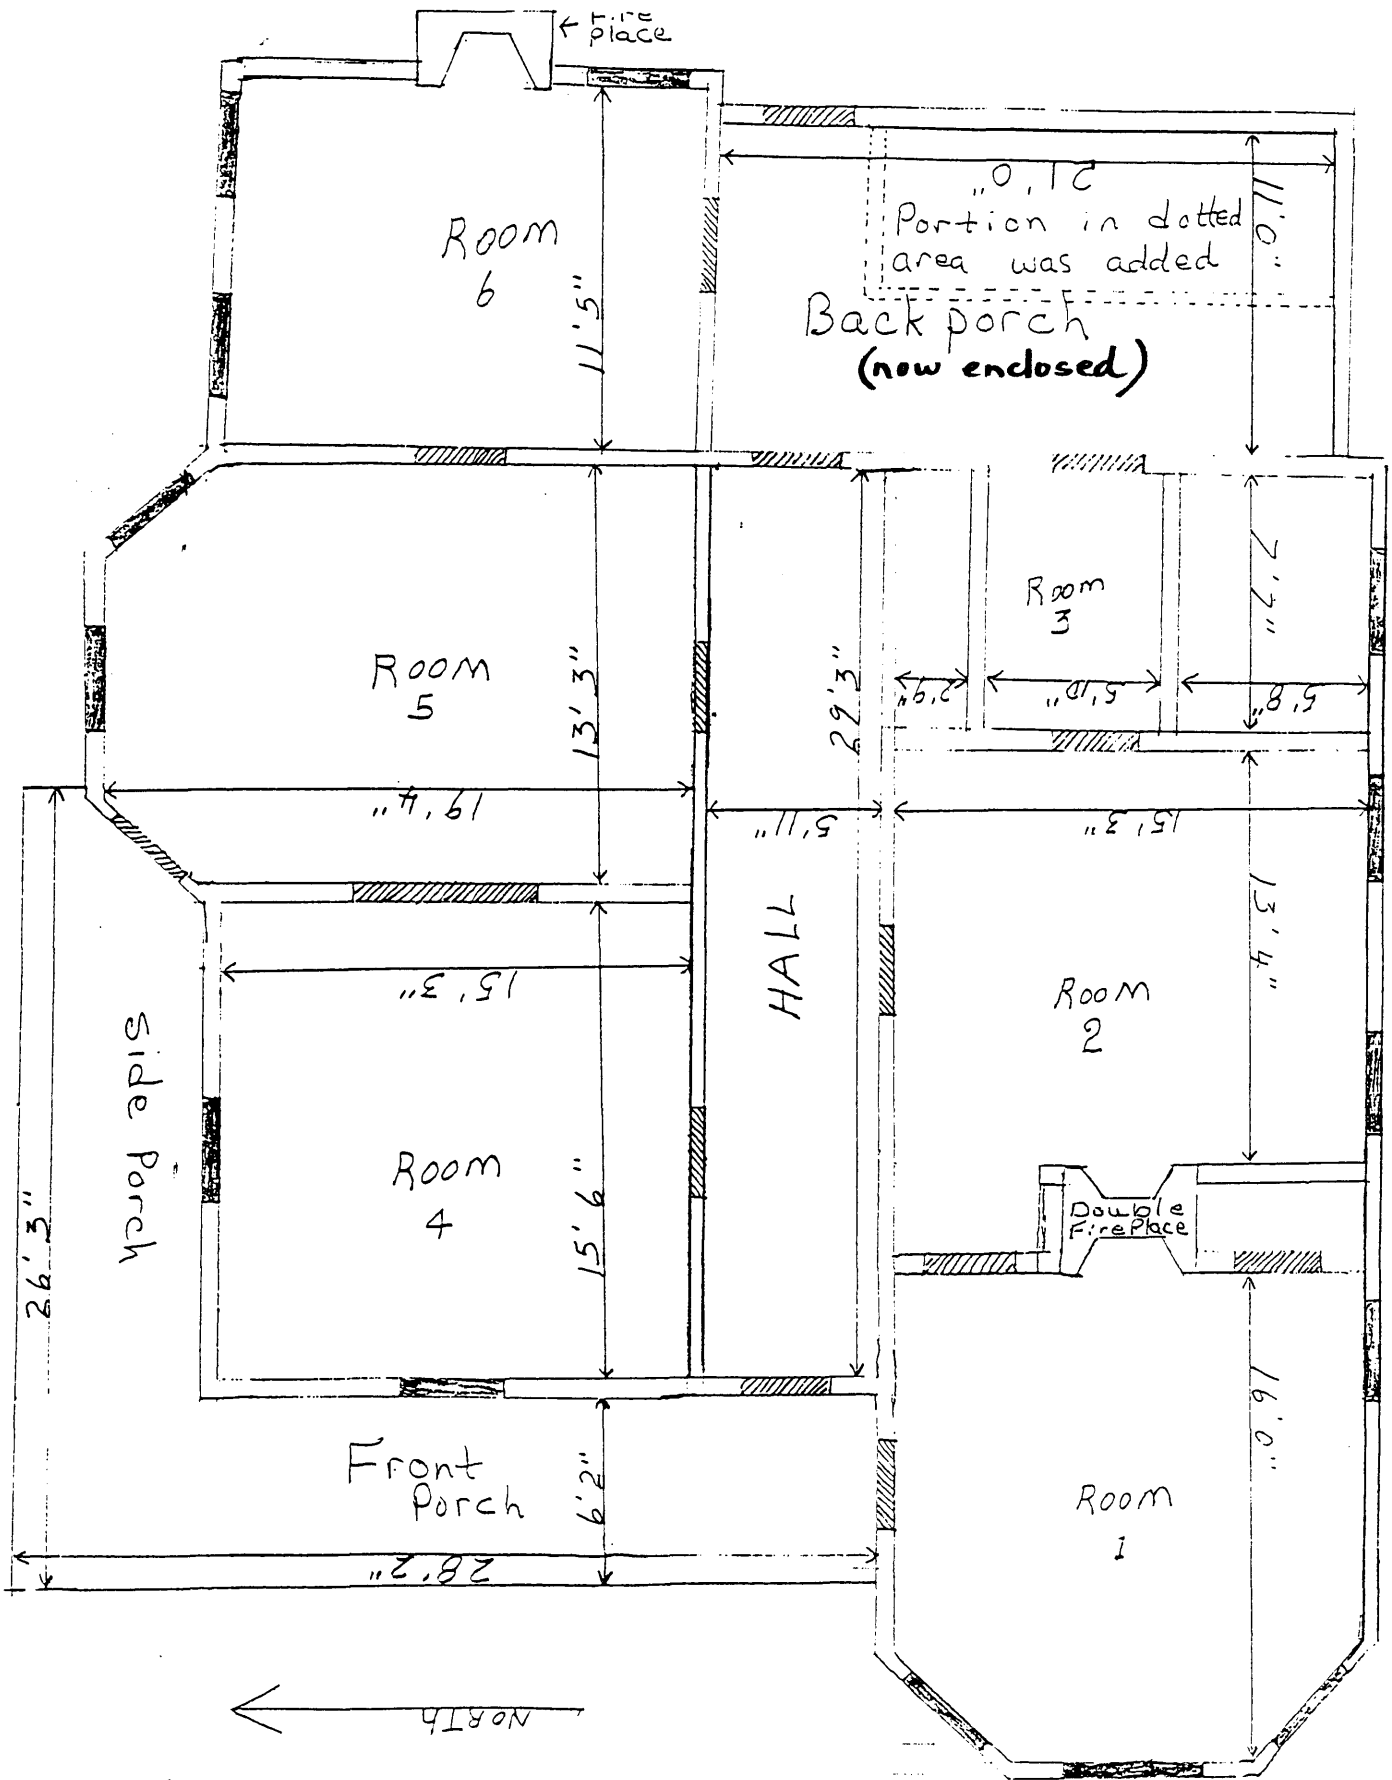 ← Fire
place
21'0"
11'0"
Portion in dotted
area was added
Back porch
(now enclosed)
Room
6
11'5"
Room
3
7'7"
2'9"
5'10"
5'8"
Room
5
13'3"
29'3"
19'4"
5'11"
15'3"
HALL
13'4"
15'3"
Room
2
Side Porch
Room
4
15'6"
26'3"
Double
FirePlace
16'0"
Front
Porch
6'2"
Room
1
28'2"
NORTH